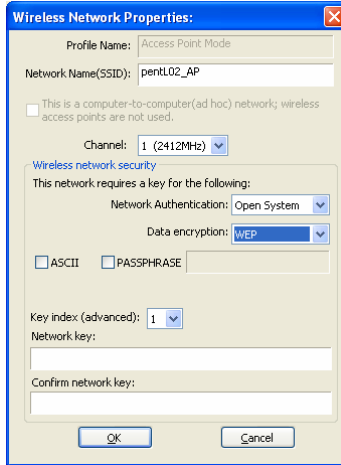 Wireless Network Properties:
Profile Name: Access Point Mode
Network Name(SSID): pentL02_AP
This is a computer-to-computer(ad hoc) network; wireless
access points are not used.
Channel: 1 (2412MHz)
Wireless network security
This network requires a key for the following:
Network Authentication: Open System
Data encryption: WEP
ASCII PASSPHRASE
Key index (advanced): 1
Network key:
Confirm network key:
OK Cancel